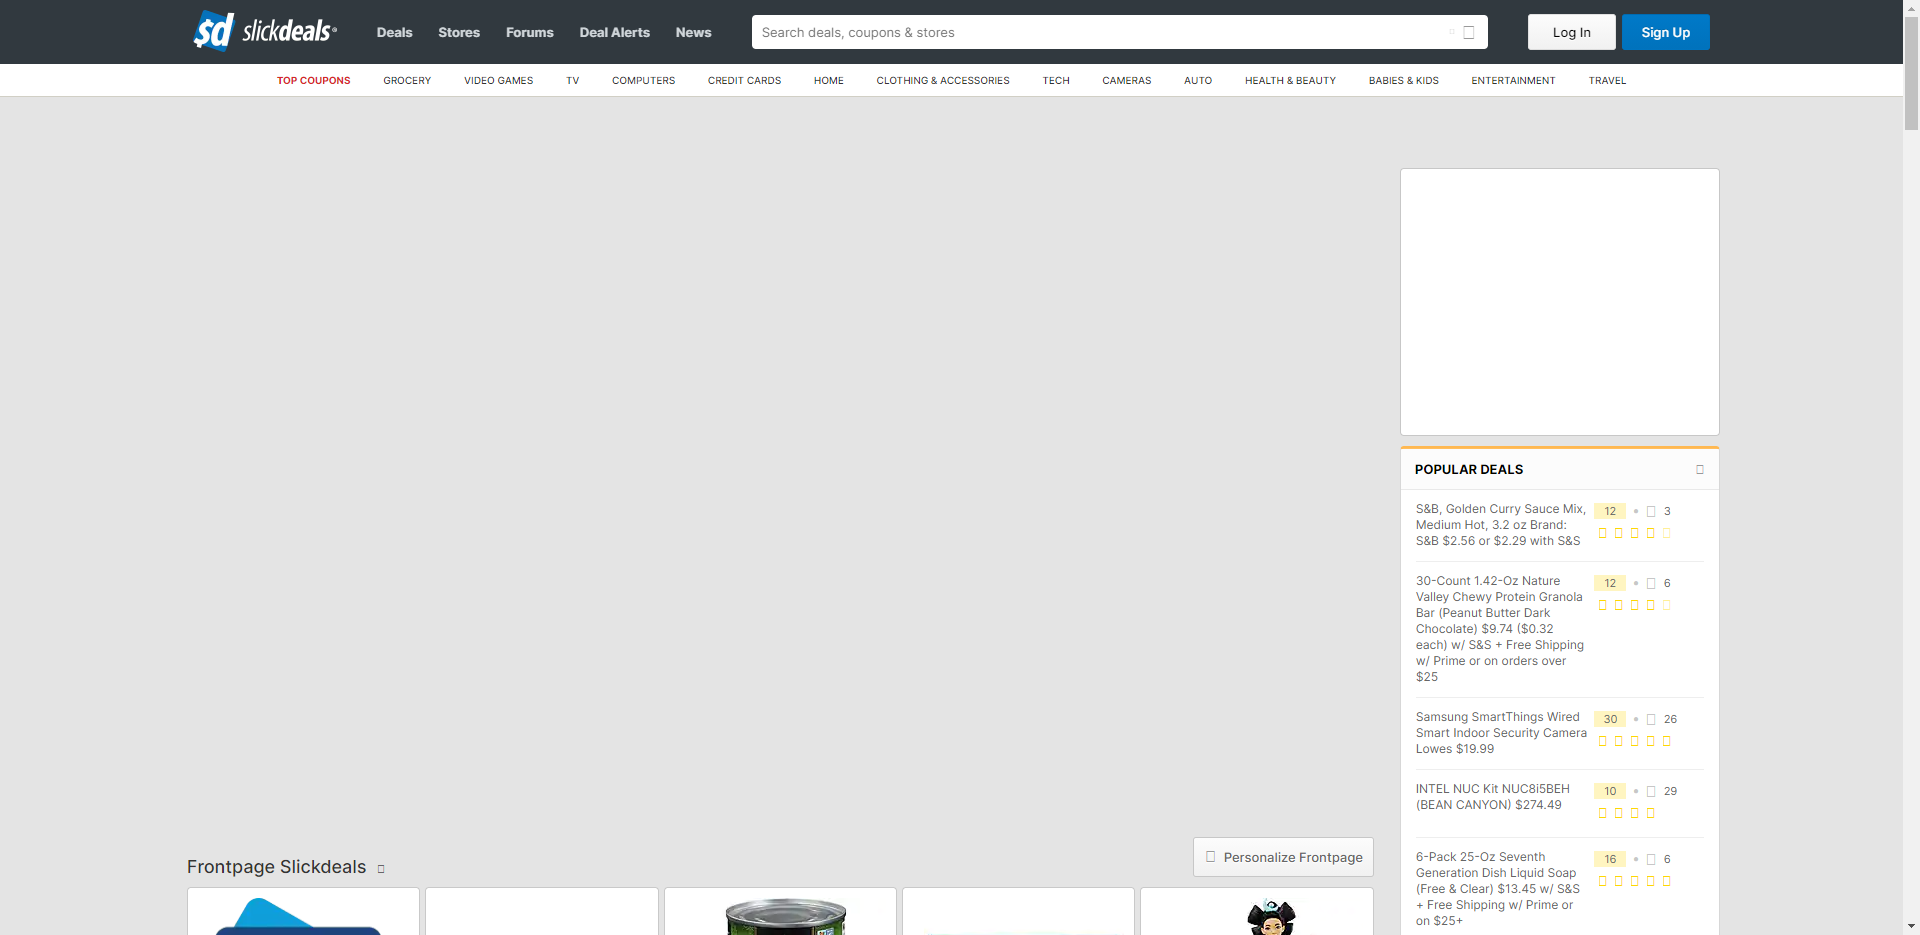 $d slickdeals®
Deals
Stores
Forums
Deal Alerts
News
Search deals, coupons & stores
Log In
Sign Up
TOP COUPONS
GROCERY
VIDEO GAMES
TV
COMPUTERS
CREDIT CARDS
HOME
CLOTHING & ACCESSORIES
TECH
CAMERAS
AUTO
HEALTH & BEAUTY
BABIES & KIDS
ENTERTAINMENT
TRAVEL
POPULAR DEALS
S&B, Golden Curry Sauce Mix,
Medium Hot, 3.2 oz Brand:
S&B $2.56 or $2.29 with S&S
12
3
30-Count 1.42-Oz Nature
Valley Chewy Protein Granola
Bar (Peanut Butter Dark
Chocolate) $9.74 ($0.32
each) w/ S&S + Free Shipping
w/ Prime or on orders over
$25
12
6
Samsung SmartThings Wired
Smart Indoor Security Camera
Lowes $19.99
30
26
INTEL NUC Kit NUC8i5BEH
(BEAN CANYON) $274.49
10
29
6-Pack 25-Oz Seventh
Generation Dish Liquid Soap
(Free & Clear) $13.45 w/ S&S
+ Free Shipping w/ Prime or
on $25+
16
6
Frontpage Slickdeals
Personalize Frontpage